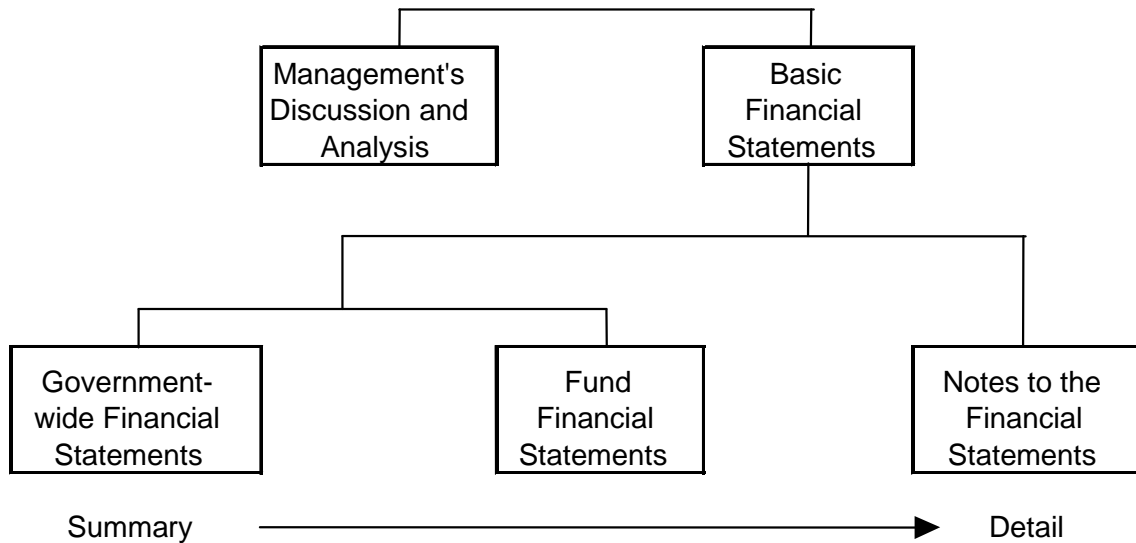 Management's
Discussion and
Analysis
Basic
Financial
Statements
Government-
wide Financial
Statements
Fund
Financial
Statements
Notes to the
Financial
Statements
Summary
Detail